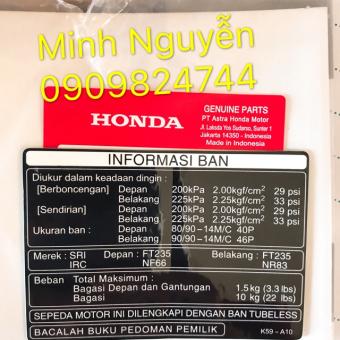 Minh Nguyễn
0909824744
HONDA
GENUINE PARTS
PT Astra Honda Motor
Jl. Laksda Yos Sudarso, Sunter 1
Jakarta 14350 - Indonesia
Made in Indonesia
INFORMASI BAN
Diukur dalam keadaan dingin :
[Berboncengan] Depan 200kPa 2.00kgf/cm² 29 psi
Belakang 225kPa 2.25kgf/cm² 33 psi
[Sendirian] Depan 200kPa 2.00kgf/cm² 29 psi
Belakang 225kPa 2.25kgf/cm² 33 psi
Ukuran ban : Depan 80/90-14M/C 40P
Belakang 90/90-14M/C 46P
Merek : SRI Depan : FT235 Belakang : FT235
IRC NF66 NR83
Beban Total Maksimum :
Bagasi Depan dan Gantungan 1.5 kg (3.3 lbs)
Bagasi 10 kg (22 lbs)
SEPEDA MOTOR INI DILENGKAPI DENGAN BAN TUBELESS
BACALAH BUKU PEDOMAN PEMILIK K59-A10